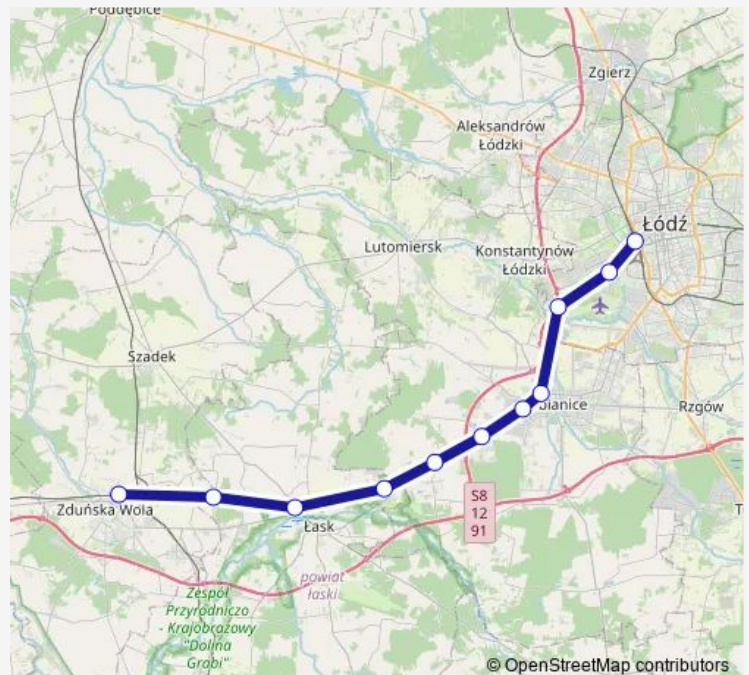 Poddębice
Zgierz
Aleksandrów
Łódzki
Łódź
Lutomiersk
Konstantynów
Łódzki
Szadek
Rzgów
S8
12
91
Zduńska Wola
Łask
powiat
łaski
Zespół
Przyrodniczo
- Krajobrazowy
"Dolina
Grabi"
© OpenStreetMap contributors